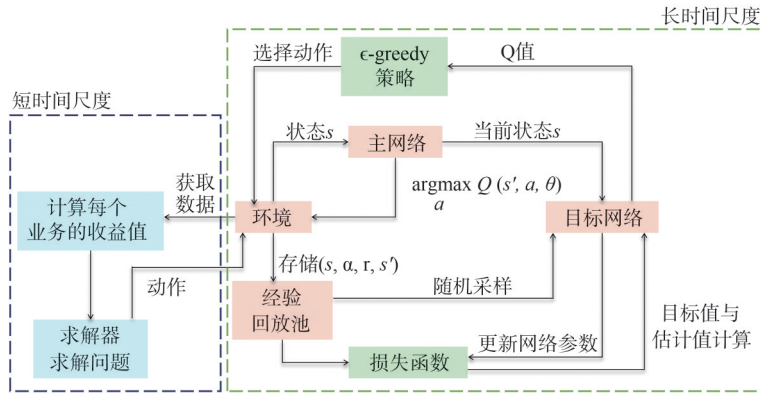 长时间尺度
选择动作
ϵ-greedy
策略
Q值
短时间尺度
状态s
主网络
当前状态s
获取
数据
argmax Q (s′, a, θ)
a
计算每个
业务的收益值
环境
目标网络
存储(s, α, r, s′)
动作
经验
回放池
随机采样
目标值与
估计值计算
求解器
求解问题
更新网络参数
损失函数